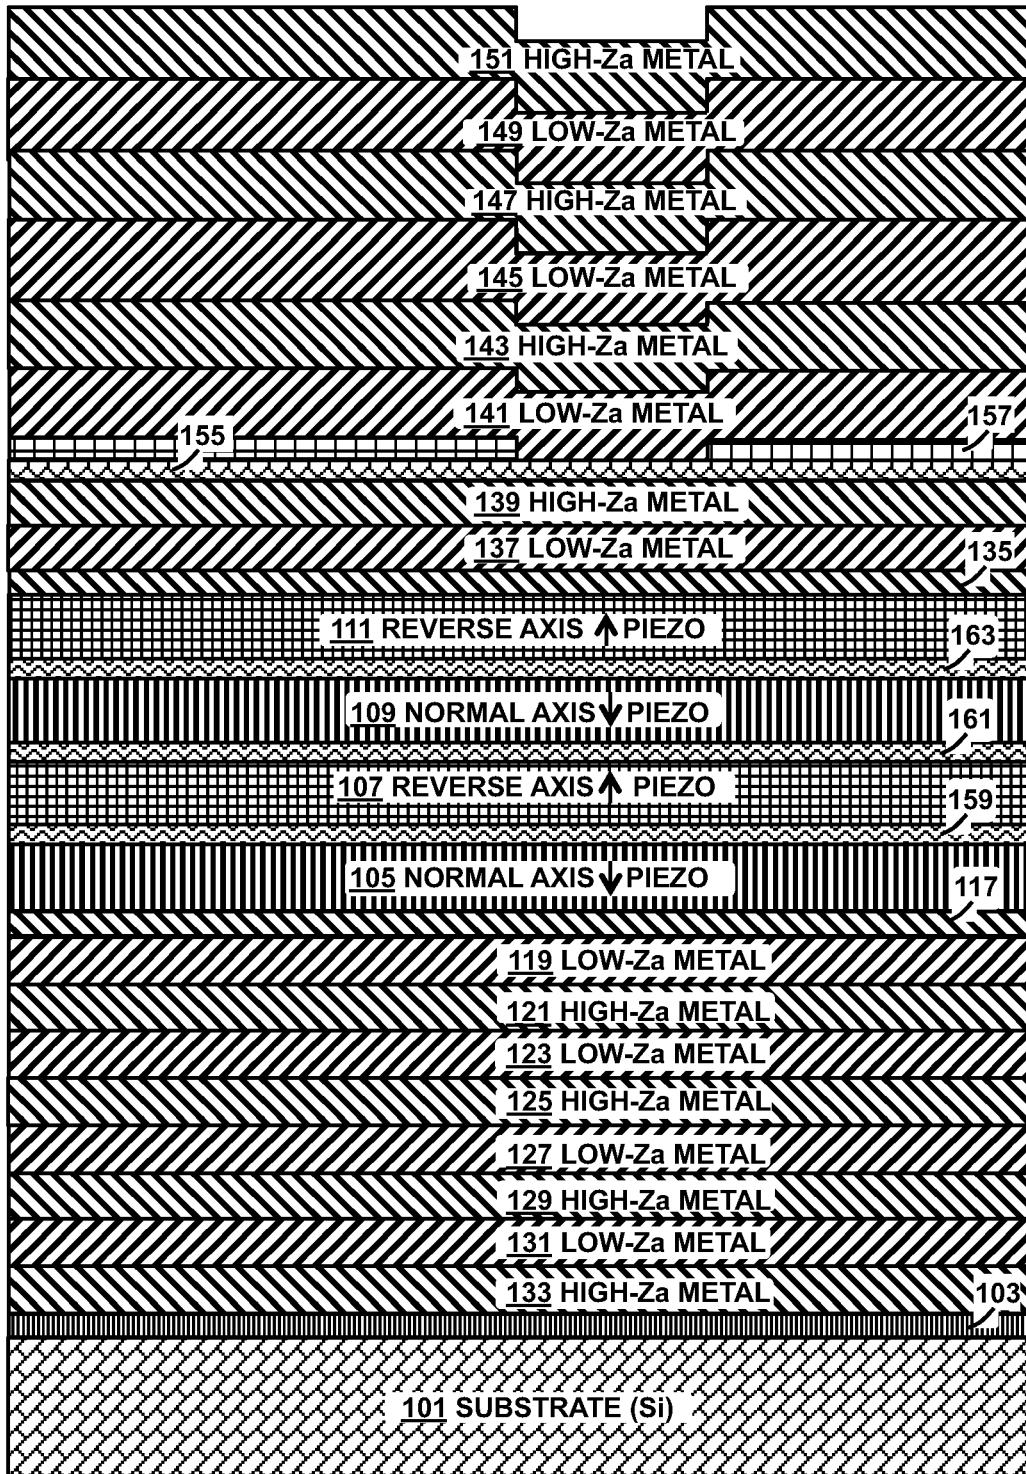 151 HIGH-Za METAL
149 LOW-Za METAL
147 HIGH-Za METAL
145 LOW-Za METAL
143 HIGH-Za METAL
141 LOW-Za METAL
155
157
139 HIGH-Za METAL
137 LOW-Za METAL
135
111 REVERSE AXIS PIEZO
163
109 NORMAL AXIS PIEZO
161
107 REVERSE AXIS PIEZO
159
105 NORMAL AXIS PIEZO
117
119 LOW-Za METAL
121 HIGH-Za METAL
123 LOW-Za METAL
125 HIGH-Za METAL
127 LOW-Za METAL
129 HIGH-Za METAL
131 LOW-Za METAL
133 HIGH-Za METAL
103
101 SUBSTRATE (Si)